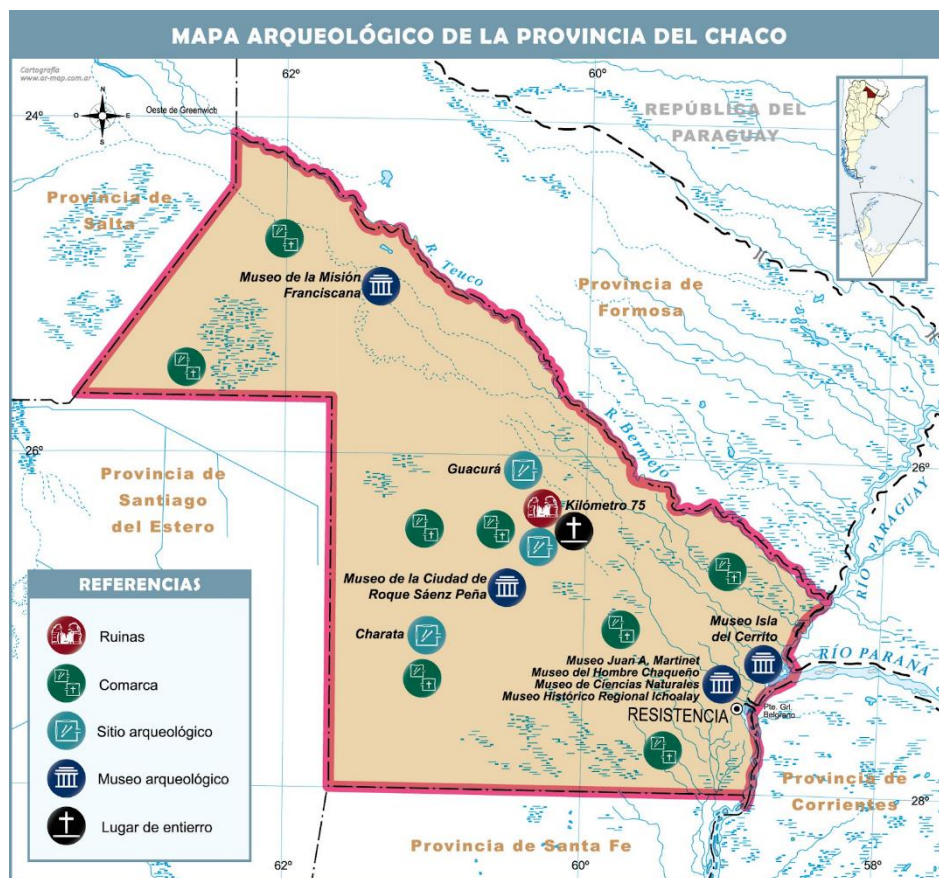 MAPA ARQUEOLÓGICO DE LA PROVINCIA DEL CHACO
Cartografía
www.ar-map.com.ar
62º
60º
Oeste de Greenwich
N
O
E
S
24º
REPÚBLICA DEL
PARAGUAY
Provincia de
Salta
R. Teuco
Museo de la Misión
Franciscana
Provincia de
Formosa
R. Bermejo
26º
26º
Guacurá
Provincia de
Santiago
del Estero
Kilómetro 75
RÍO PARAGUAY
Museo de la Ciudad de
Roque Sáenz Peña
REFERENCIAS
Ruinas
Comarca
Sitio arqueológico
Museo arqueológico
Lugar de entierro
Charata
Museo Isla
del Cerrito
RÍO PARANÁ
Museo Juan A. Martinet
Museo del Hombre Chaqueño
Museo de Ciencias Naturales
Museo Histórico Regional Ichoalay
RESISTENCIA
Pte. Grl.
Belgrano
Provincia de
Corrientes
28º
Provincia de Santa Fe
62º
60º
58º